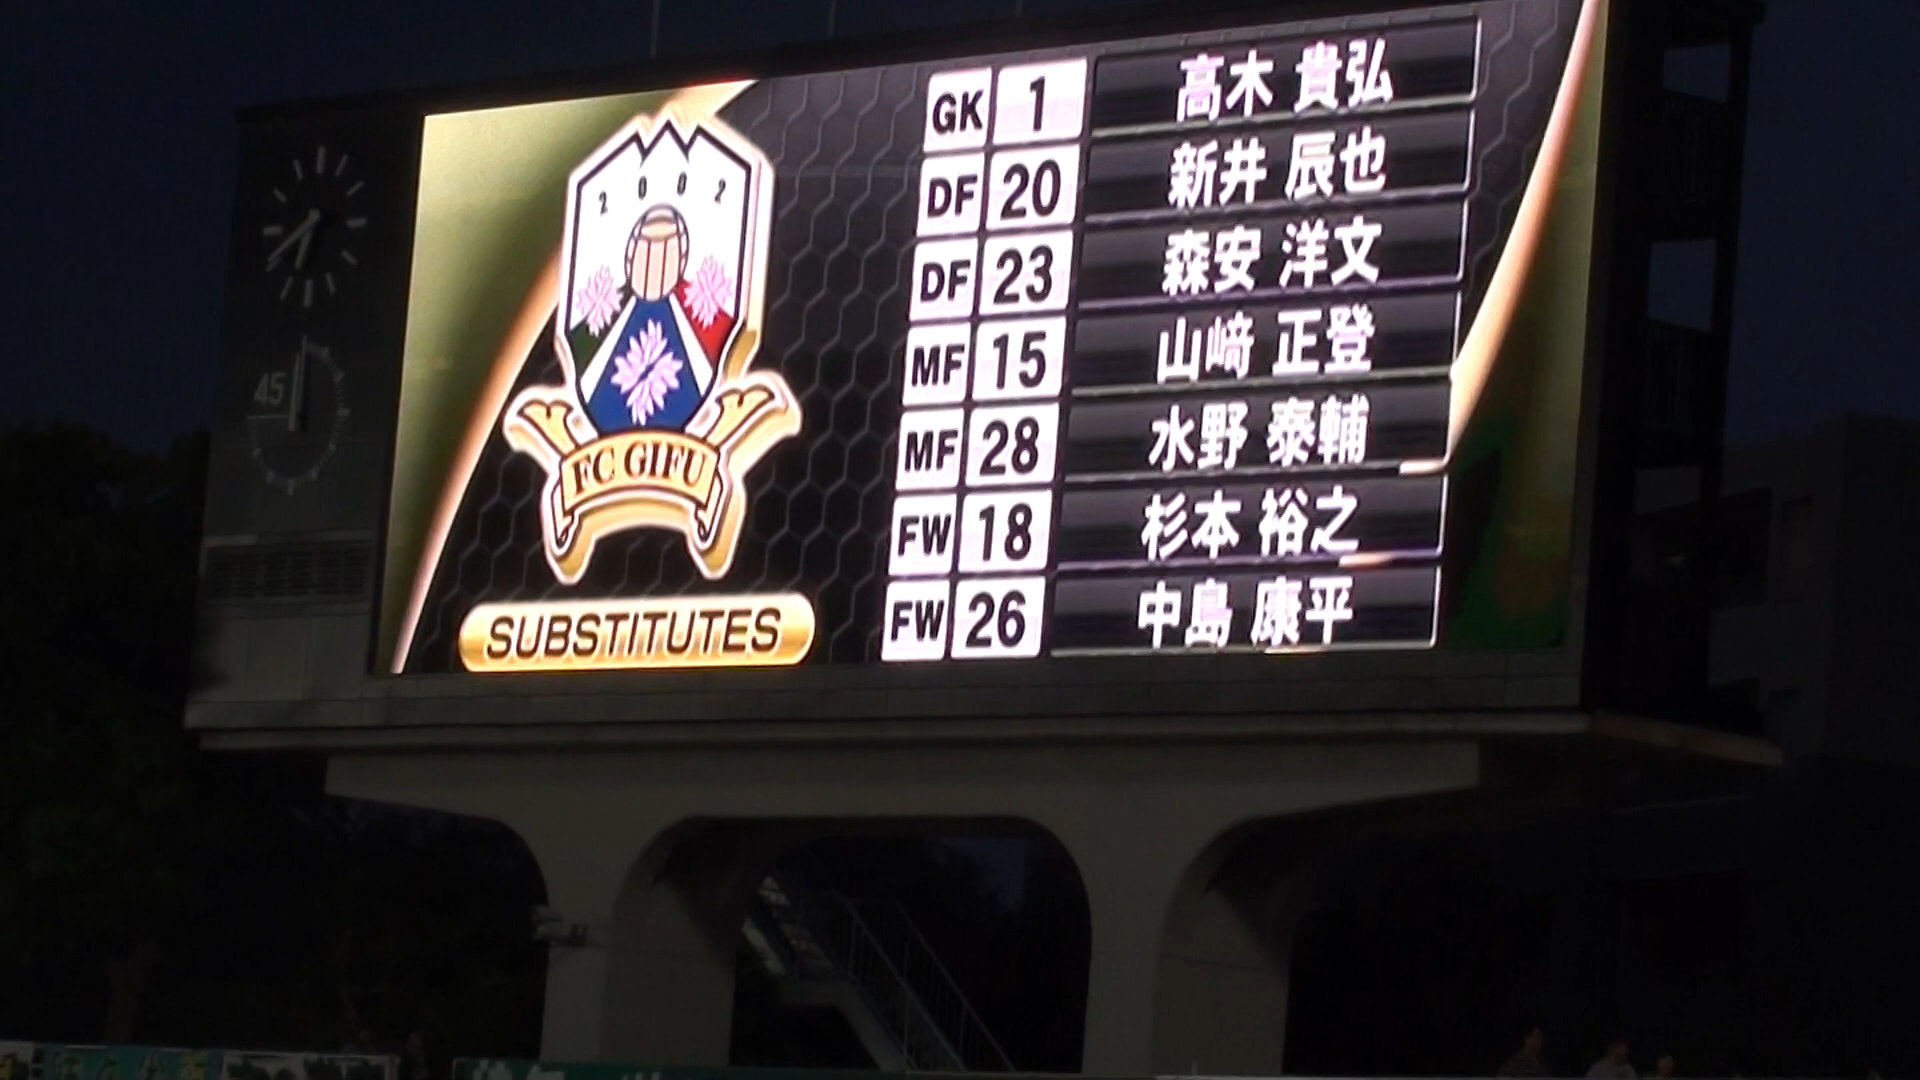 GK 1 高木 貴弘
DF 20 新井 辰也
DF 23 森安 洋文
MF 15 山﨑 正登
MF 28 水野 泰輔
FW 18 杉本 裕之
FW 26 中島 康平
2002
FC GIFU
SUBSTITUTES
45